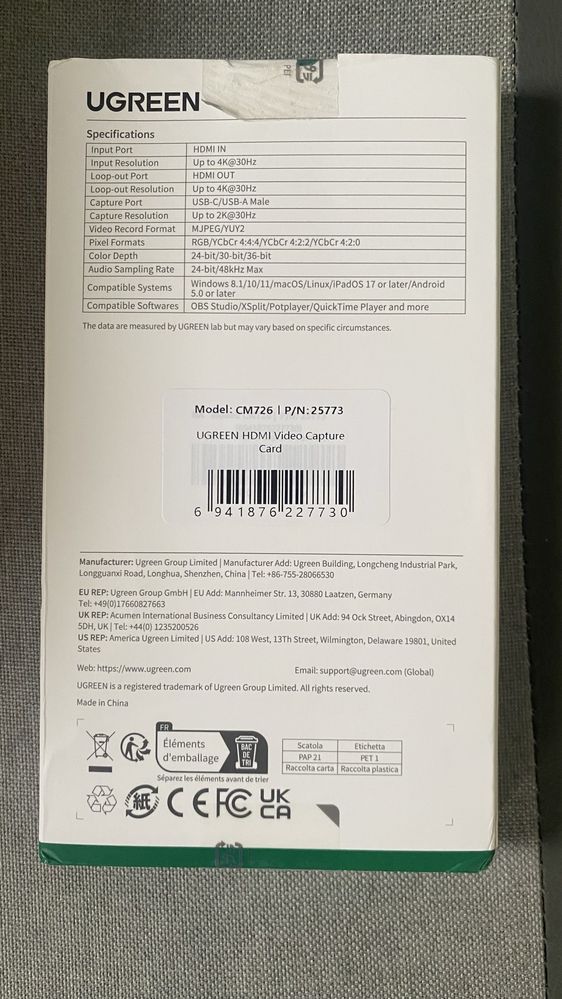 UGREEN
Specifications
Input Port HDMI IN
Input Resolution Up to 4K@30Hz
Loop-out Port HDMI OUT
Loop-out Resolution Up to 4K@30Hz
Capture Port USB-C/USB-A Male
Capture Resolution Up to 2K@30Hz
Video Record Format MJPEG/YUY2
Pixel Formats RGB/YCbCr 4:4:4/YCbCr 4:2:2/YCbCr 4:2:0
Color Depth 24-bit/30-bit/36-bit
Audio Sampling Rate 24-bit/48kHz Max
Compatible Systems Windows 8.1/10/11/macOS/Linux/iPadOS 17 or later/Android
5.0 or later
Compatible Softwares OBS Studio/XSplit/Potplayer/QuickTime Player and more
The data are measured by UGREEN lab but may vary based on specific circumstances.
Model: CM726 | P/N:25773
UGREEN HDMI Video Capture
Card
6 941876 227730
Manufacturer: Ugreen Group Limited | Manufacturer Add: Ugreen Building, Longcheng Industrial Park,
Longguanxi Road, Longhua, Shenzhen, China | Tel: +86-755-28066530
EU REP: Ugreen Group GmbH | EU Add: Mannheimer Str. 13, 30880 Laatzen, Germany
Tel: +49(0)17660827663
UK REP: Acumen International Business Consultancy Limited | UK Add: 94 Ock Street, Abingdon, OX14
5DH, UK | Tel: +44(0) 1235200526
US REP: America Ugreen Limited | US Add: 108 West, 13Th Street, Wilmington, Delaware 19801, United
States
Web: https://www.ugreen.com Email: support@ugreen.com (Global)
UGREEN is a registered trademark of Ugreen Group Limited. All rights reserved.
Made in China
FR
Éléments
d'emballage
BAC
DE
TRI
Séparez les éléments avant de trier
Scatola Etichetta
PAP 21 PET 1
Raccolta carta Raccolta plastica
紙 CE FC UK
CA